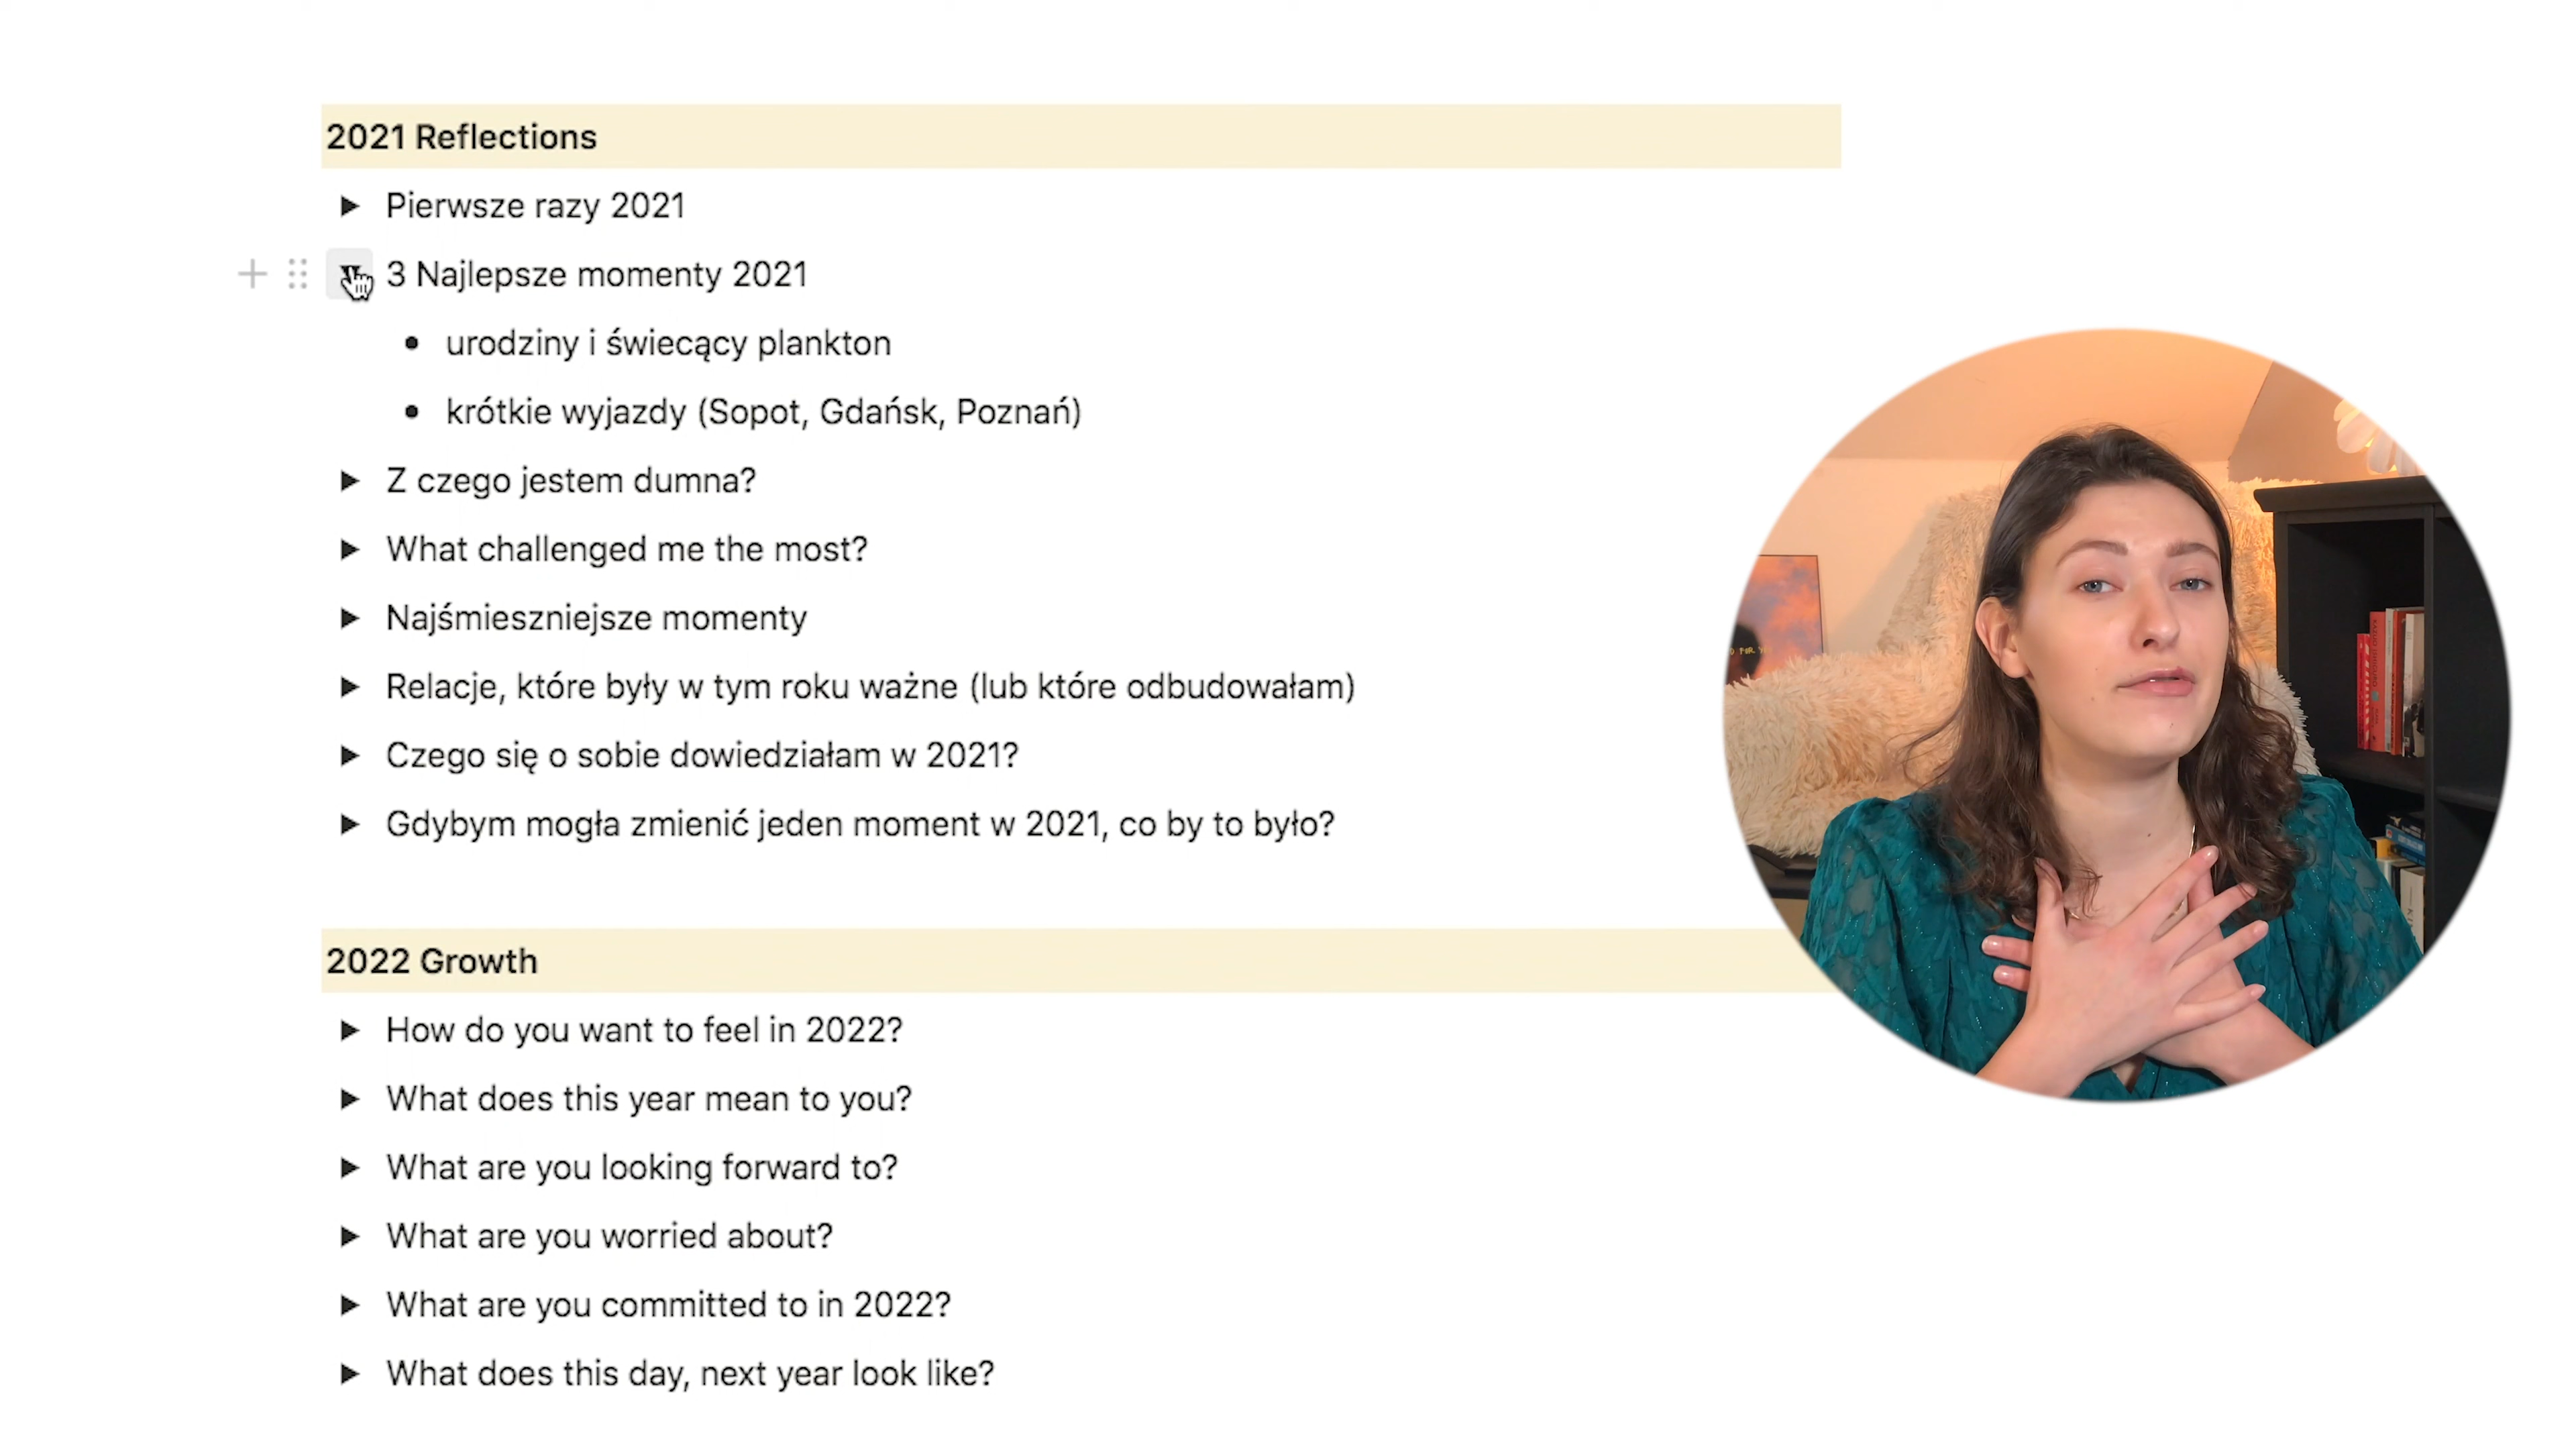 2021 Reflections
Pierwsze razy 2021
3 Najlepsze momenty 2021
urodziny i świecący plankton
krótkie wyjazdy (Sopot, Gdańsk, Poznań)
Z czego jestem dumna?
What challenged me the most?
Najśmieszniejsze momenty
Relacje, które były w tym roku ważne (lub które odbudowałam)
Czego się o sobie dowiedziałam w 2021?
Gdybym mogła zmienić jeden moment w 2021, co by to było?
2022 Growth
How do you want to feel in 2022?
What does this year mean to you?
What are you looking forward to?
What are you worried about?
What are you committed to in 2022?
What does this day, next year look like?